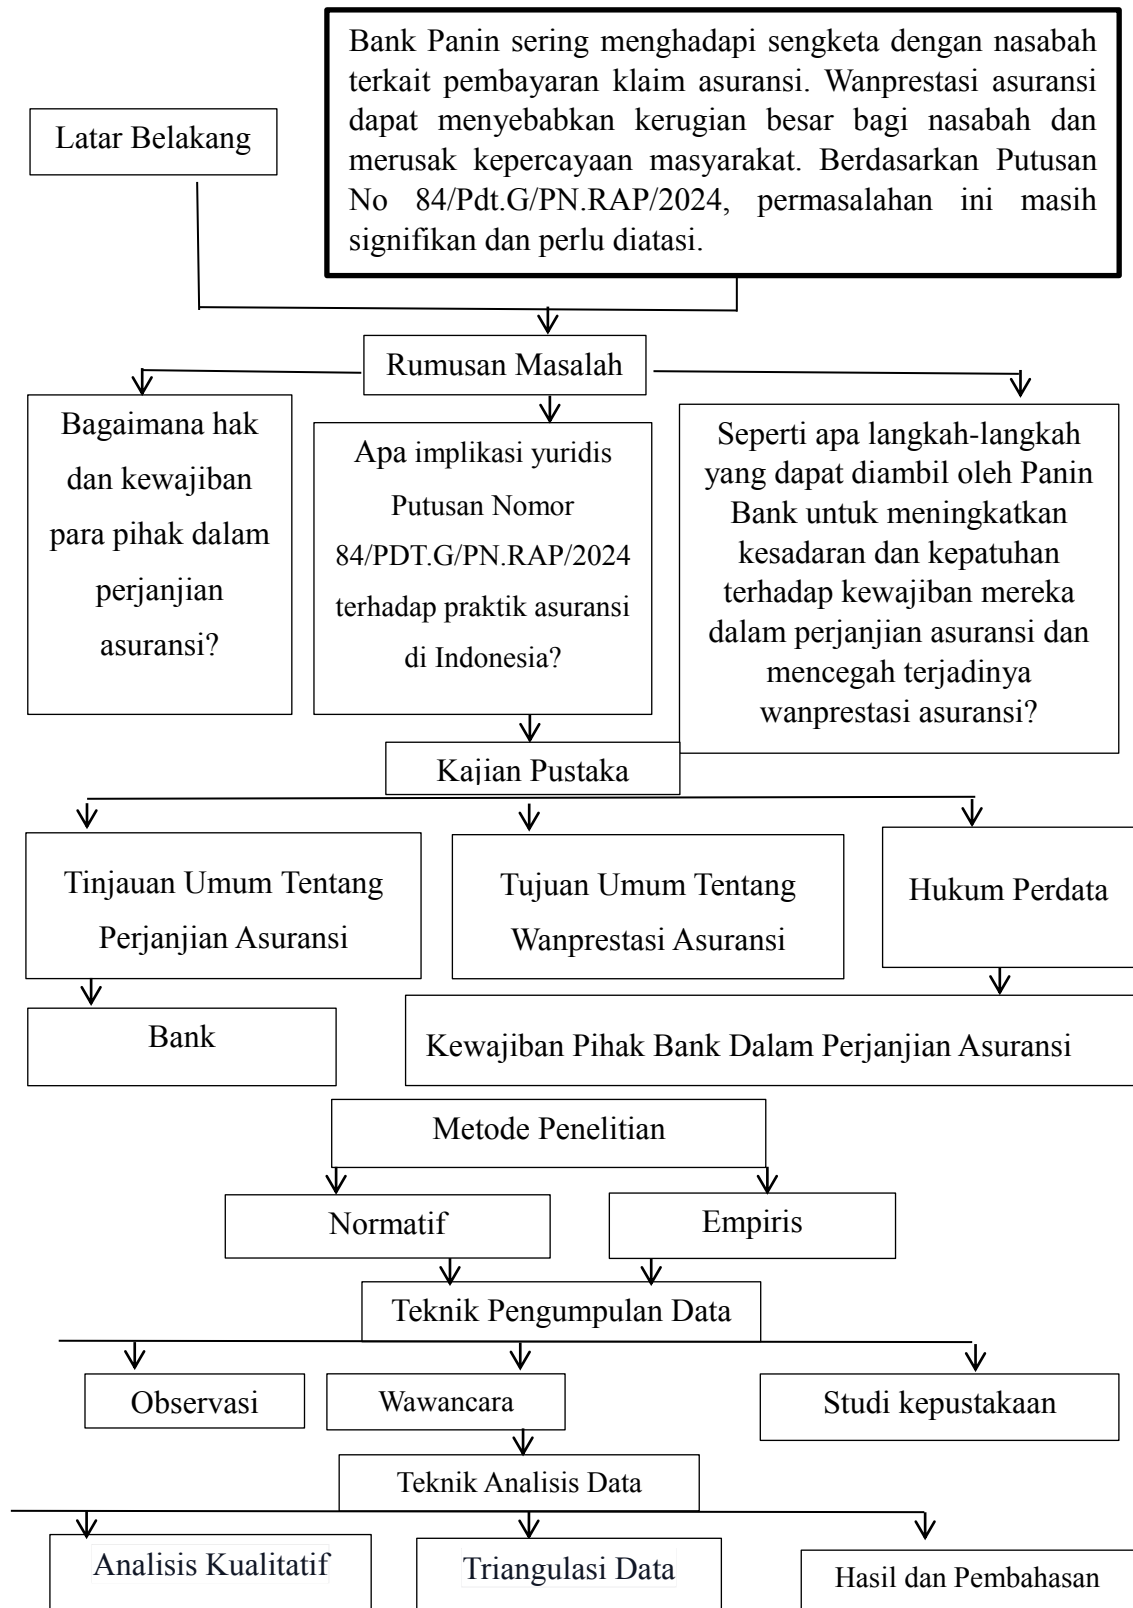 Bank Panin sering menghadapi sengketa dengan nasabah
terkait pembayaran klaim asuransi. Wanprestasi asuransi
dapat menyebabkan kerugian besar bagi nasabah dan
merusak kepercayaan masyarakat. Berdasarkan Putusan
No 84/Pdt.G/PN.RAP/2024, permasalahan ini masih
signifikan dan perlu diatasi.
Latar Belakang
Rumusan Masalah
Bagaimana hak
dan kewajiban
para pihak dalam
perjanjian
asuransi?
Apa implikasi yuridis
Putusan Nomor
84/PDT.G/PN.RAP/2024
terhadap praktik asuransi
di Indonesia?
Seperti apa langkah-langkah
yang dapat diambil oleh Panin
Bank untuk meningkatkan
kesadaran dan kepatuhan
terhadap kewajiban mereka
dalam perjanjian asuransi dan
mencegah terjadinya
wanprestasi asuransi?
Kajian Pustaka
Tinjauan Umum Tentang
Perjanjian Asuransi
Tujuan Umum Tentang
Wanprestasi Asuransi
Hukum Perdata
Bank
Kewajiban Pihak Bank Dalam Perjanjian Asuransi
Metode Penelitian
Normatif
Empiris
Teknik Pengumpulan Data
Observasi
Wawancara
Studi kepustakaan
Teknik Analisis Data
Analisis Kualitatif
Triangulasi Data
Hasil dan Pembahasan